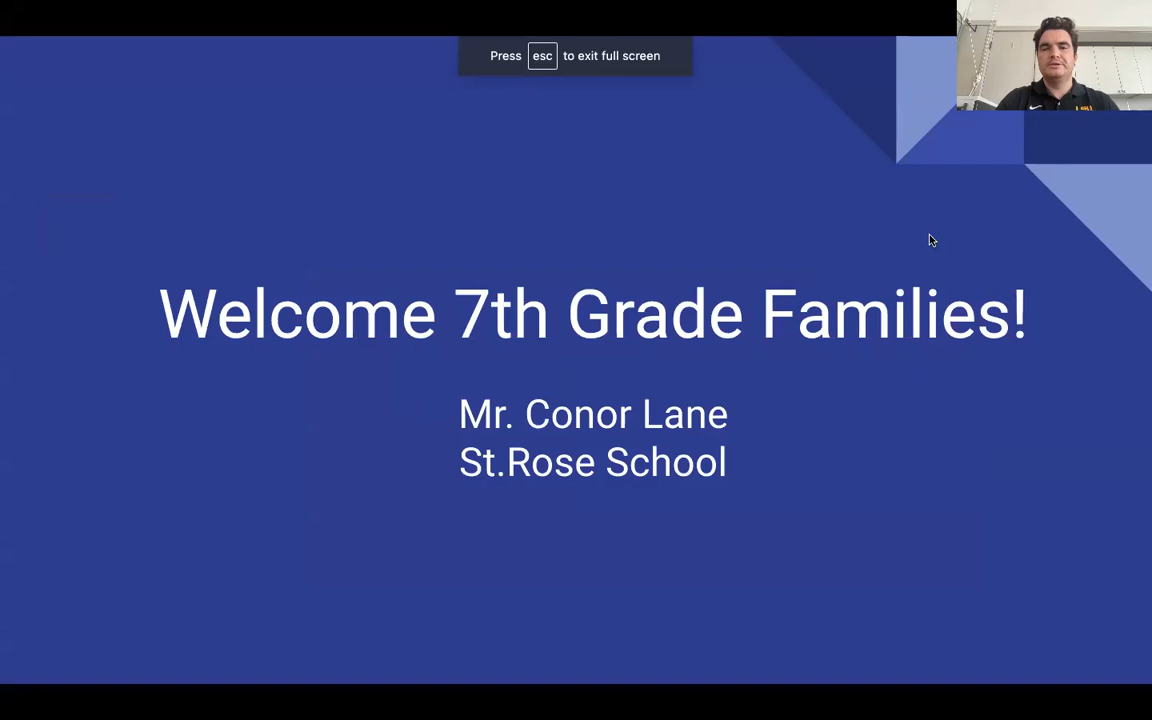 Press esc to exit full screen
Welcome 7th Grade Families!
Mr. Conor Lane
St.Rose School